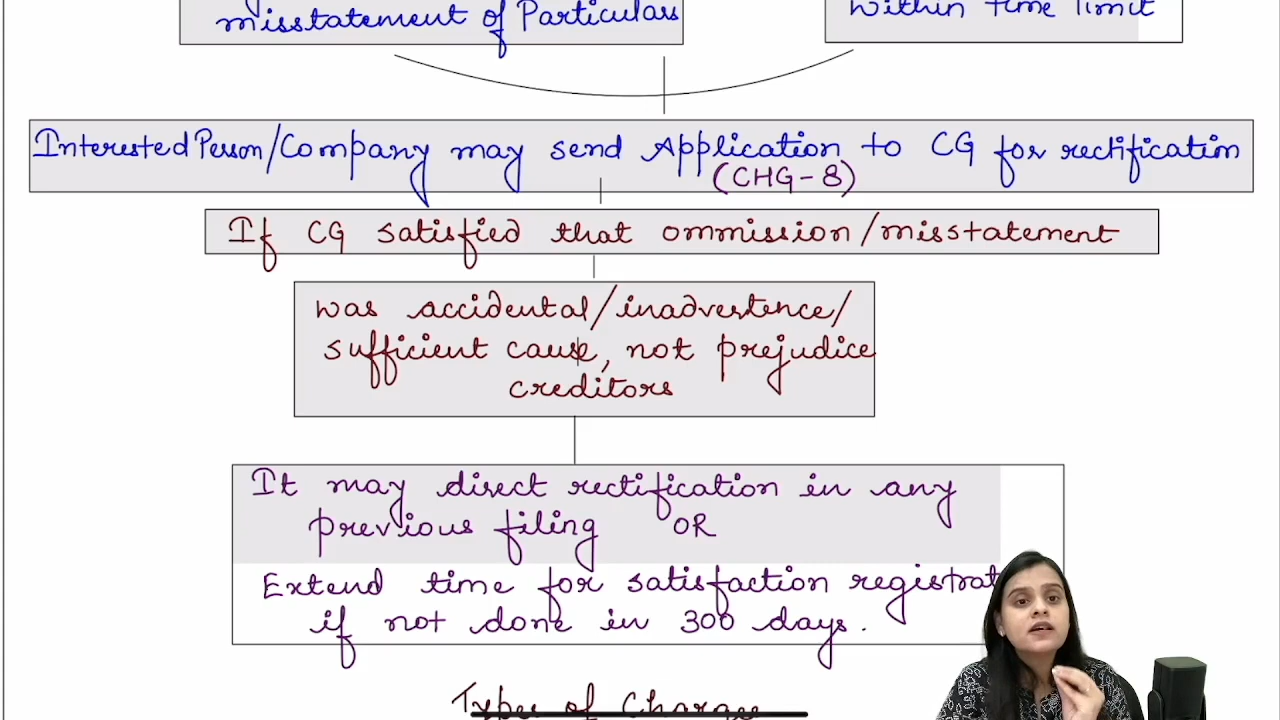 misstatement of Particulars
within time limit
Interested Person/Company may send Application to CG for rectification
(CHG-8)
If CG satisfied that ommission/misstatement
was accidental/inadvertence/
sufficient cause, not prejudice
creditors
It may direct rectification in any
previous filing OR
Extend time for satisfaction registrat
if not done in 300 days.
Types of Charge